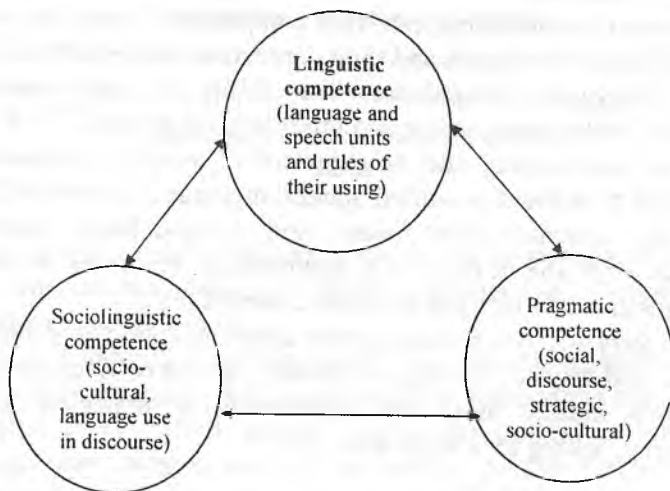 Linguistic
competence
(language and
speech units
and rules of
their using)
Sociolinguistic
competence
(socio-
cultural,
language use
in discourse)
Pragmatic
competence
(social,
discourse,
strategic,
socio-cultural)